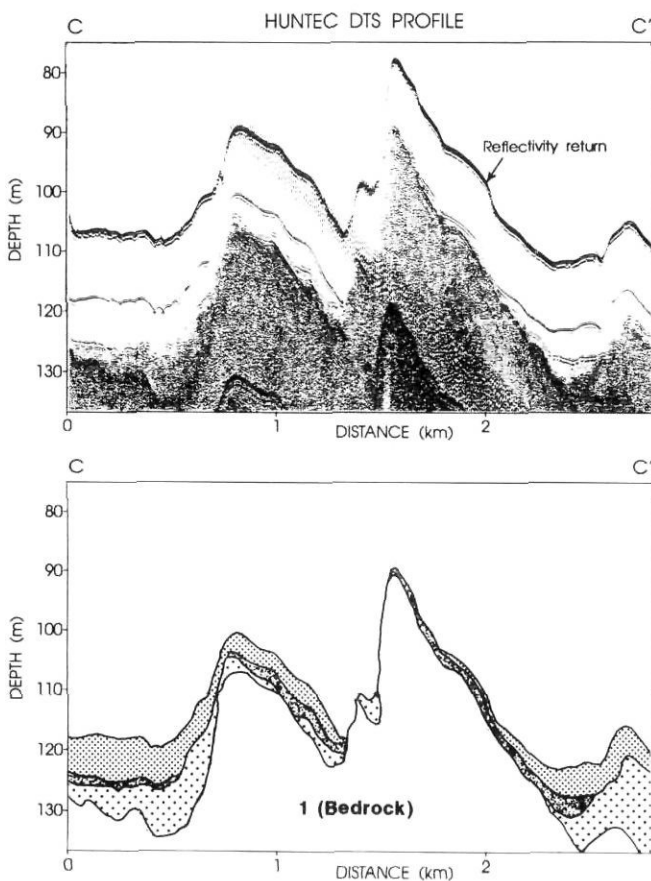 C HUNTEC DTS PROFILE C'
80
90
100
110
120
130
DEPTH (m)
Reflectivity return
0 1 2
DISTANCE (km)
C C'
80
90
100
110
120
130
DEPTH (m)
1 (Bedrock)
0 1 2
DISTANCE (km)